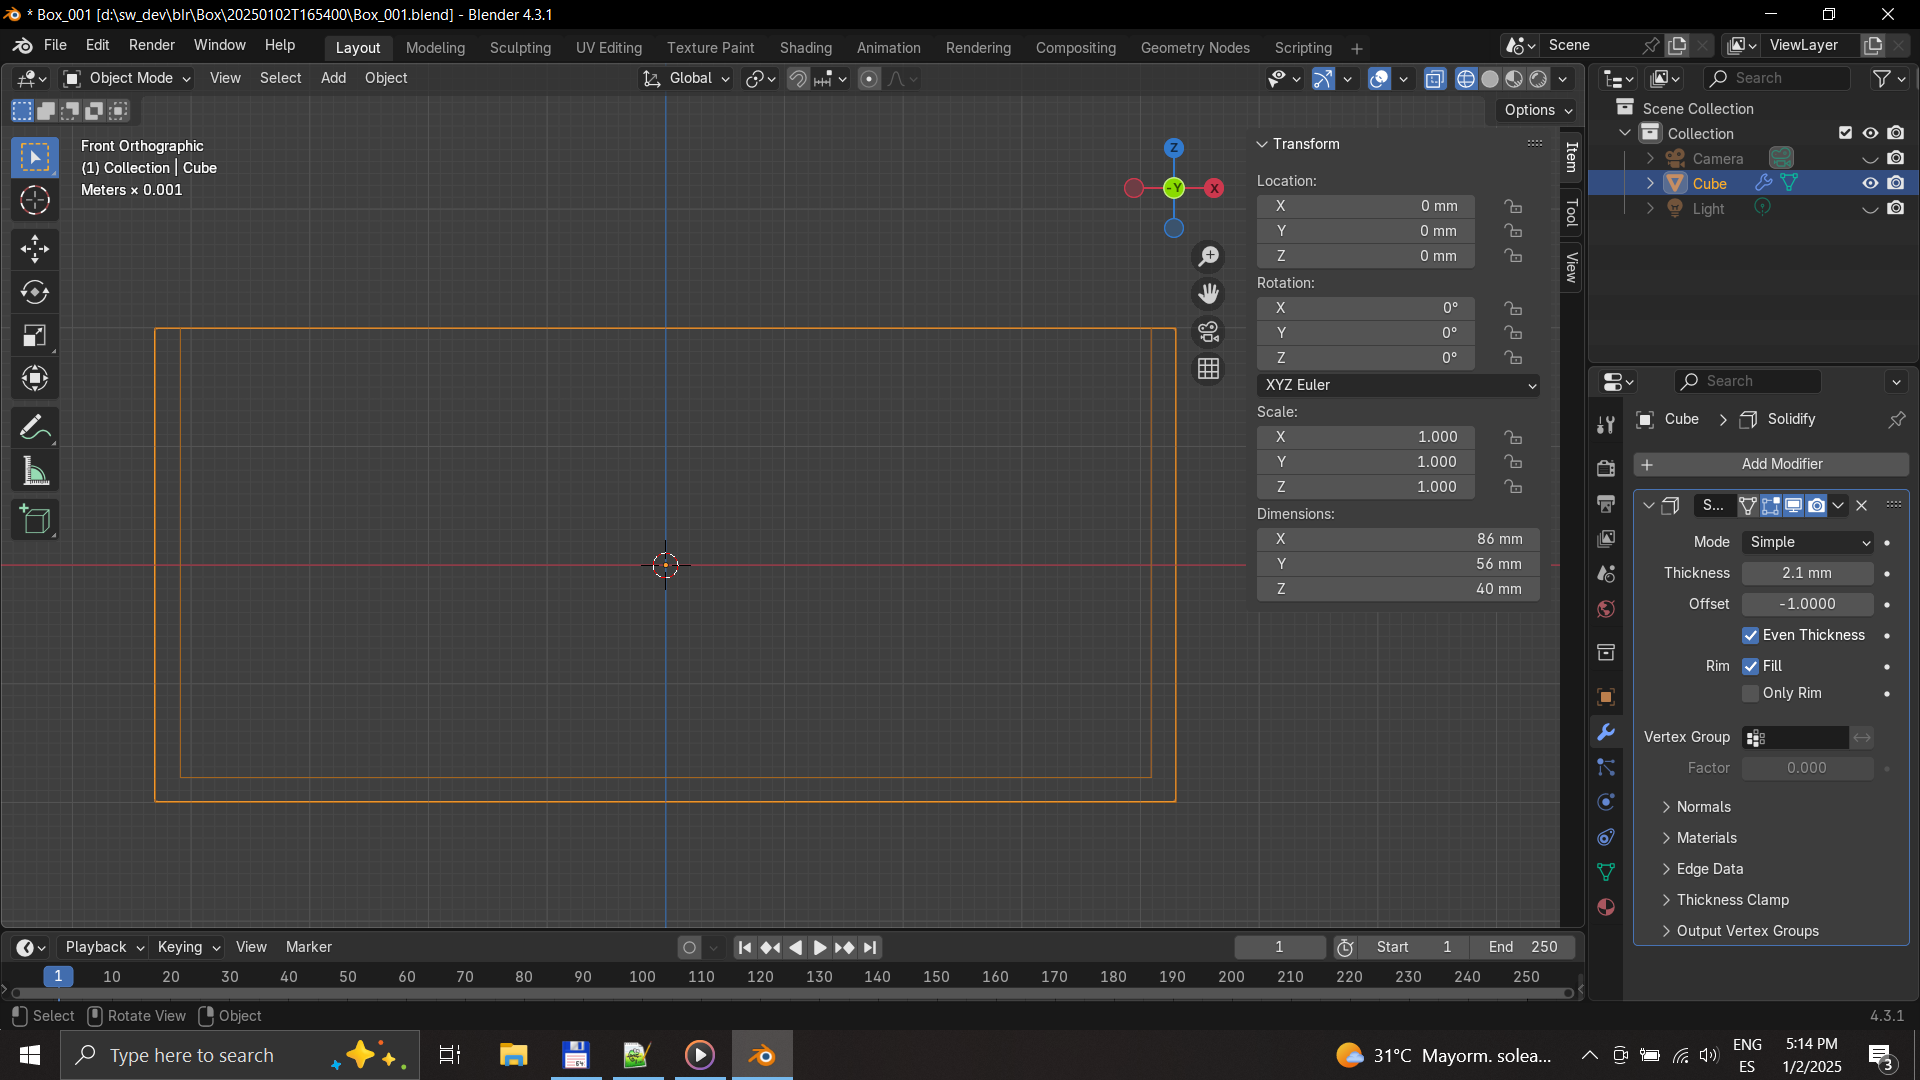 * Box_001 [d:\sw_dev\blr\Box\20250102T165400\Box_001.blend] - Blender 4.3.1
File Edit Render Window Help Layout Modeling Sculpting UV Editing Texture Paint Shading Animation Rendering Compositing Geometry Nodes Scripting + Scene ViewLayer
Object Mode View Select Add Object Global Search
Options
Front Orthographic
(1) Collection | Cube
Meters × 0.001
Z
-Y
X
Transform
Location:
X 0 mm
Y 0 mm
Z 0 mm
Rotation:
X 0°
Y 0°
Z 0°
XYZ Euler
Scale:
X 1.000
Y 1.000
Z 1.000
Dimensions:
X 86 mm
Y 56 mm
Z 40 mm
Item
Tool
View
Scene Collection
Collection
Camera
Cube
Light
Search
Cube > Solidify
+ Add Modifier
S...
Mode Simple
Thickness 2.1 mm
Offset -1.0000
Even Thickness
Rim Fill
Only Rim
Vertex Group
Factor 0.000
Normals
Materials
Edge Data
Thickness Clamp
Output Vertex Groups
Playback Keying View Marker 1 Start 1 End 250
1 10 20 30 40 50 60 70 80 90 100 110 120 130 140 150 160 170 180 190 200 210 220 230 240 250
Select Rotate View Object 4.3.1
Type here to search 31°C Mayorm. solea... ENG 5:14 PM
ES 1/2/2025 3
64